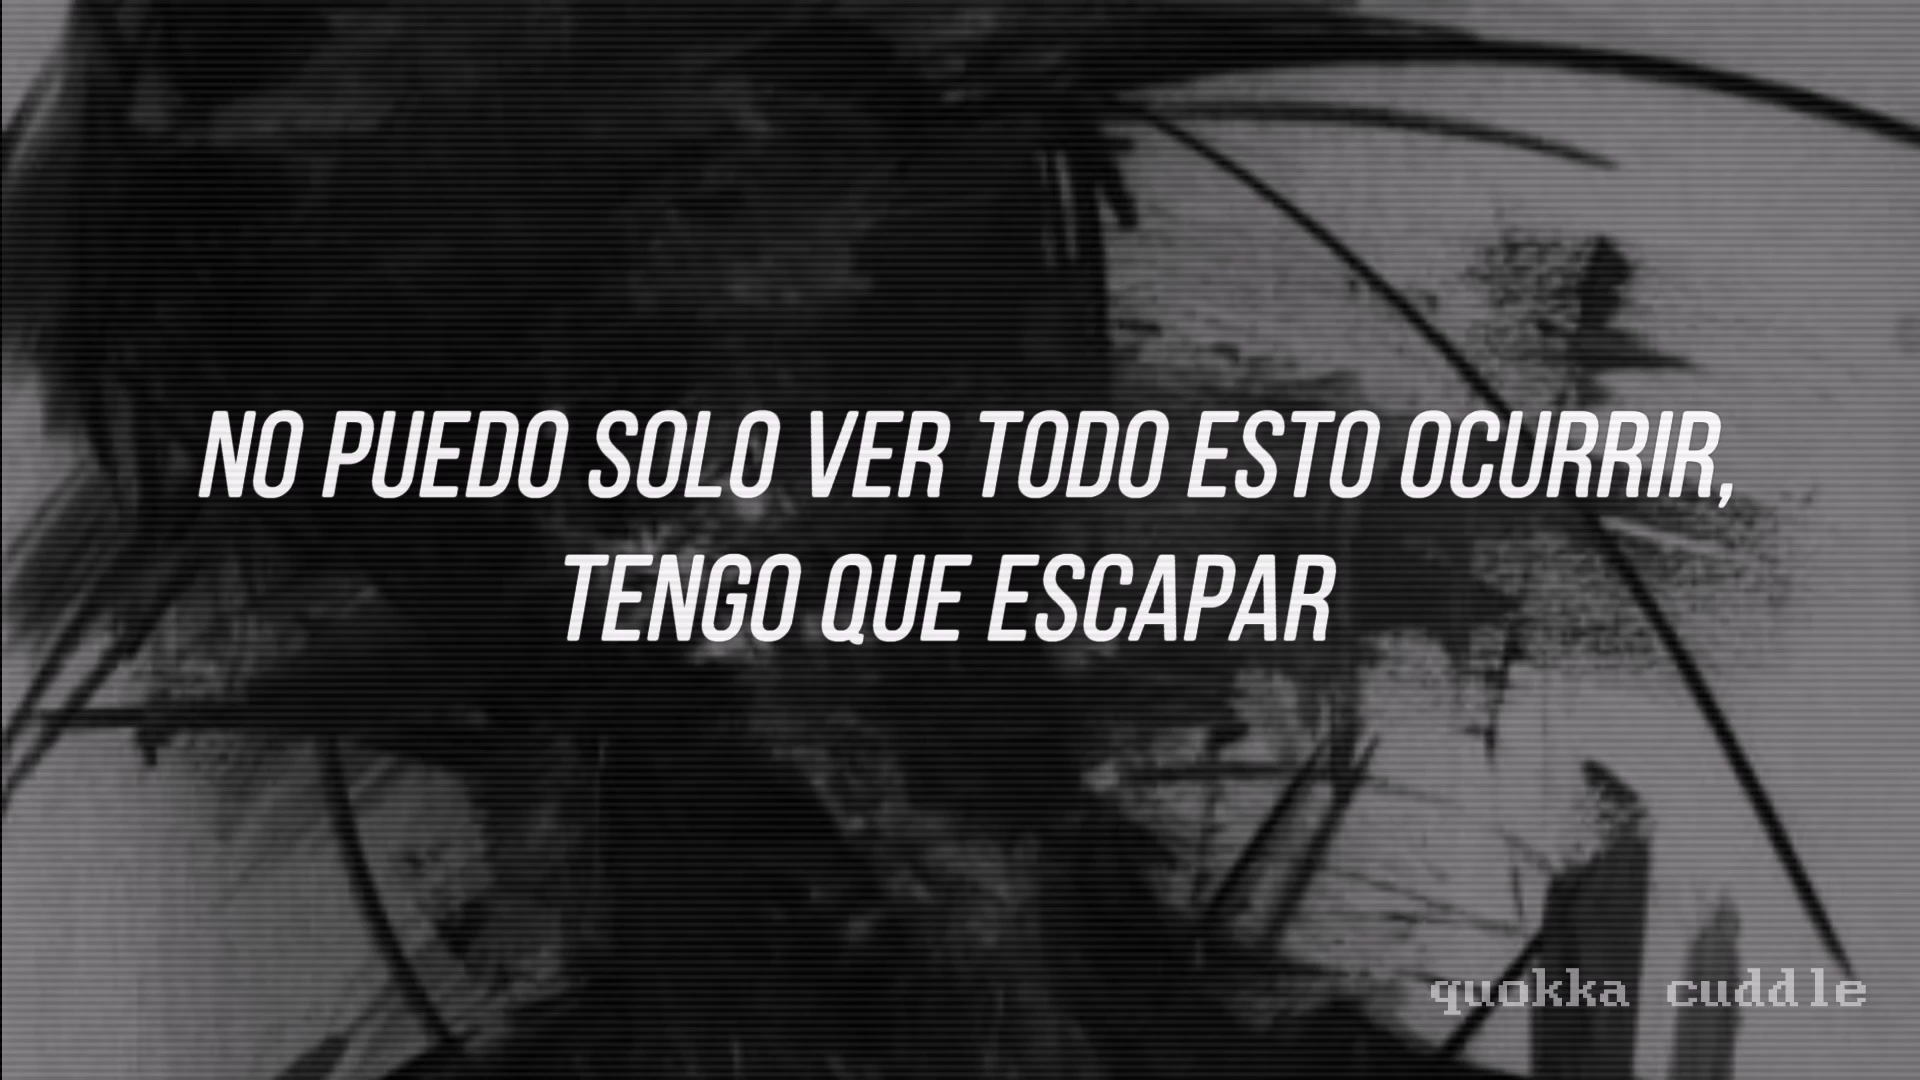 NO PUEDO SOLO VER TODO ESTO OCURRIR,
TENGO QUE ESCAPAR
quokka cuddle